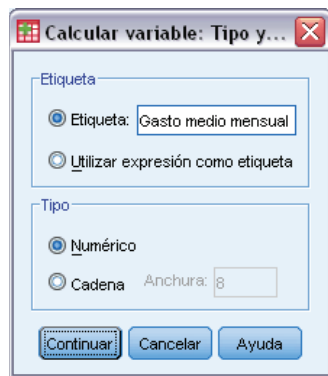 Calcular variable: Tipo y...
Etiqueta
Etiqueta: Gasto medio mensual
Utilizar expresión como etiqueta
Tipo
Numérico
Cadena Anchura: 8
Continuar Cancelar Ayuda